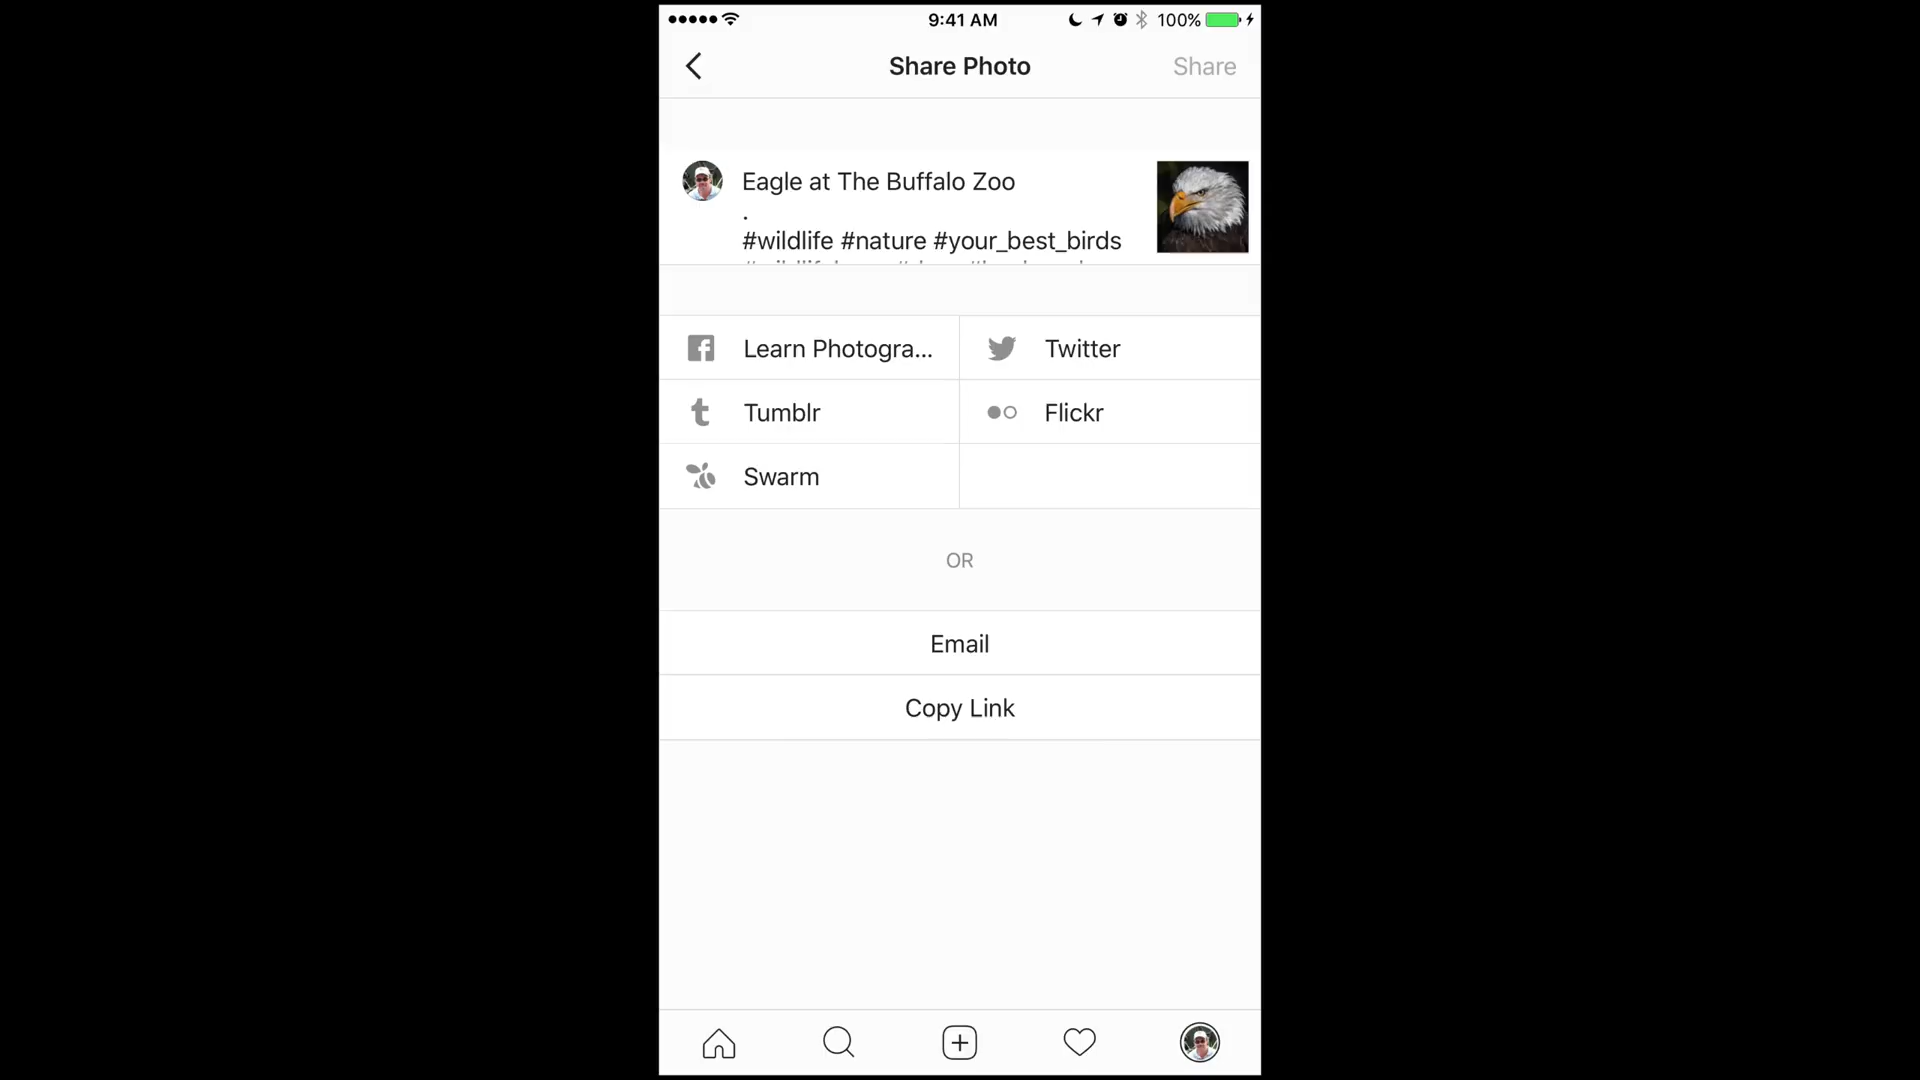 9:41 AM
100%
Share Photo
Share
Eagle at The Buffalo Zoo
.
#wildlife #nature #your_best_birds
Learn Photogra...
Twitter
Tumblr
Flickr
Swarm
OR
Email
Copy Link